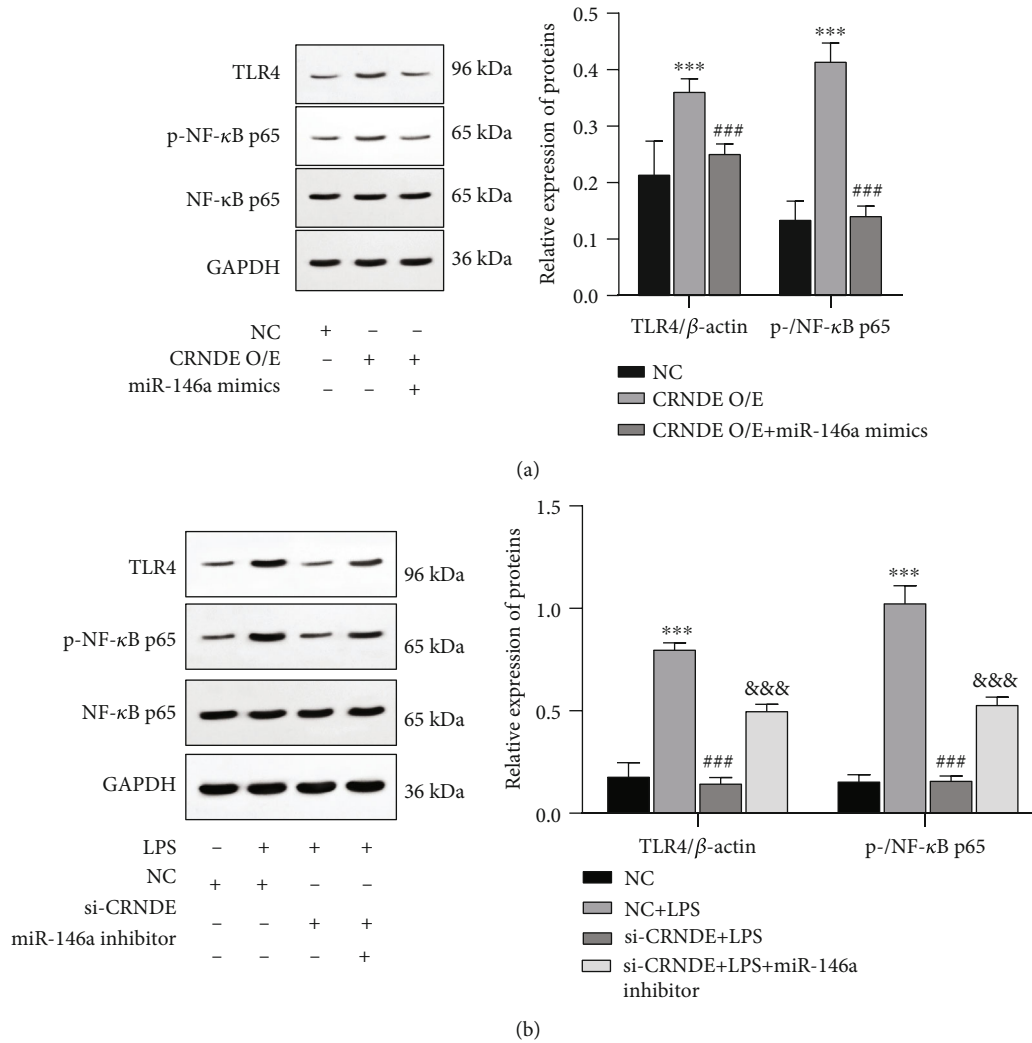 TLR4
96 kDa
p-NF-κB p65
65 kDa
NF-κB p65
65 kDa
GAPDH
36 kDa
NC + – –
CRNDE O/E – + +
miR-146a mimics – – +
Relative expression of proteins
0.5
0.4
0.3
0.2
0.1
0.0
***
###
***
###
TLR4/β-actin
p-/NF-κB p65
NC
CRNDE O/E
CRNDE O/E+miR-146a mimics
(a)
TLR4
96 kDa
p-NF-κB p65
65 kDa
NF-κB p65
65 kDa
GAPDH
36 kDa
LPS – + + +
NC + + – –
si-CRNDE – – + +
miR-146a inhibitor – – – +
Relative expression of proteins
1.5
1.0
0.5
0.0
***
###
&&&
***
###
&&&
TLR4/β-actin
p-/NF-κB p65
NC
NC+LPS
si-CRNDE+LPS
si-CRNDE+LPS+miR-146a
inhibitor
(b)